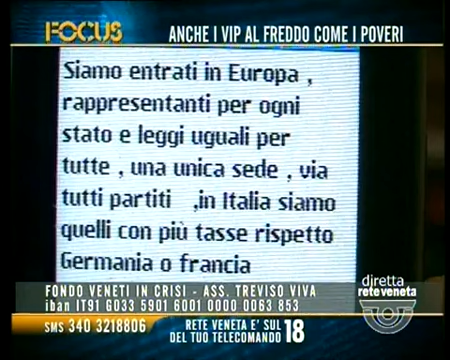 FOCUS
ANCHE I VIP AL FREDDO COME I POVERI
Siamo entrati in Europa ,
rappresentanti per ogni
stato e leggi uguali per
tutte , una unica sede , via
tutti partiti ,in Italia siamo
quelli con più tasse rispetto
Germania o francia
diretta
reteveneta
FONDO VENETI IN CRISI - ASS. TREVISO VIVA
iban IT91 G033 5901 6001 0000 0063 853
SMS 340 3218806
RETE VENETA E' SUL
DEL TUO TELECOMANDO 18